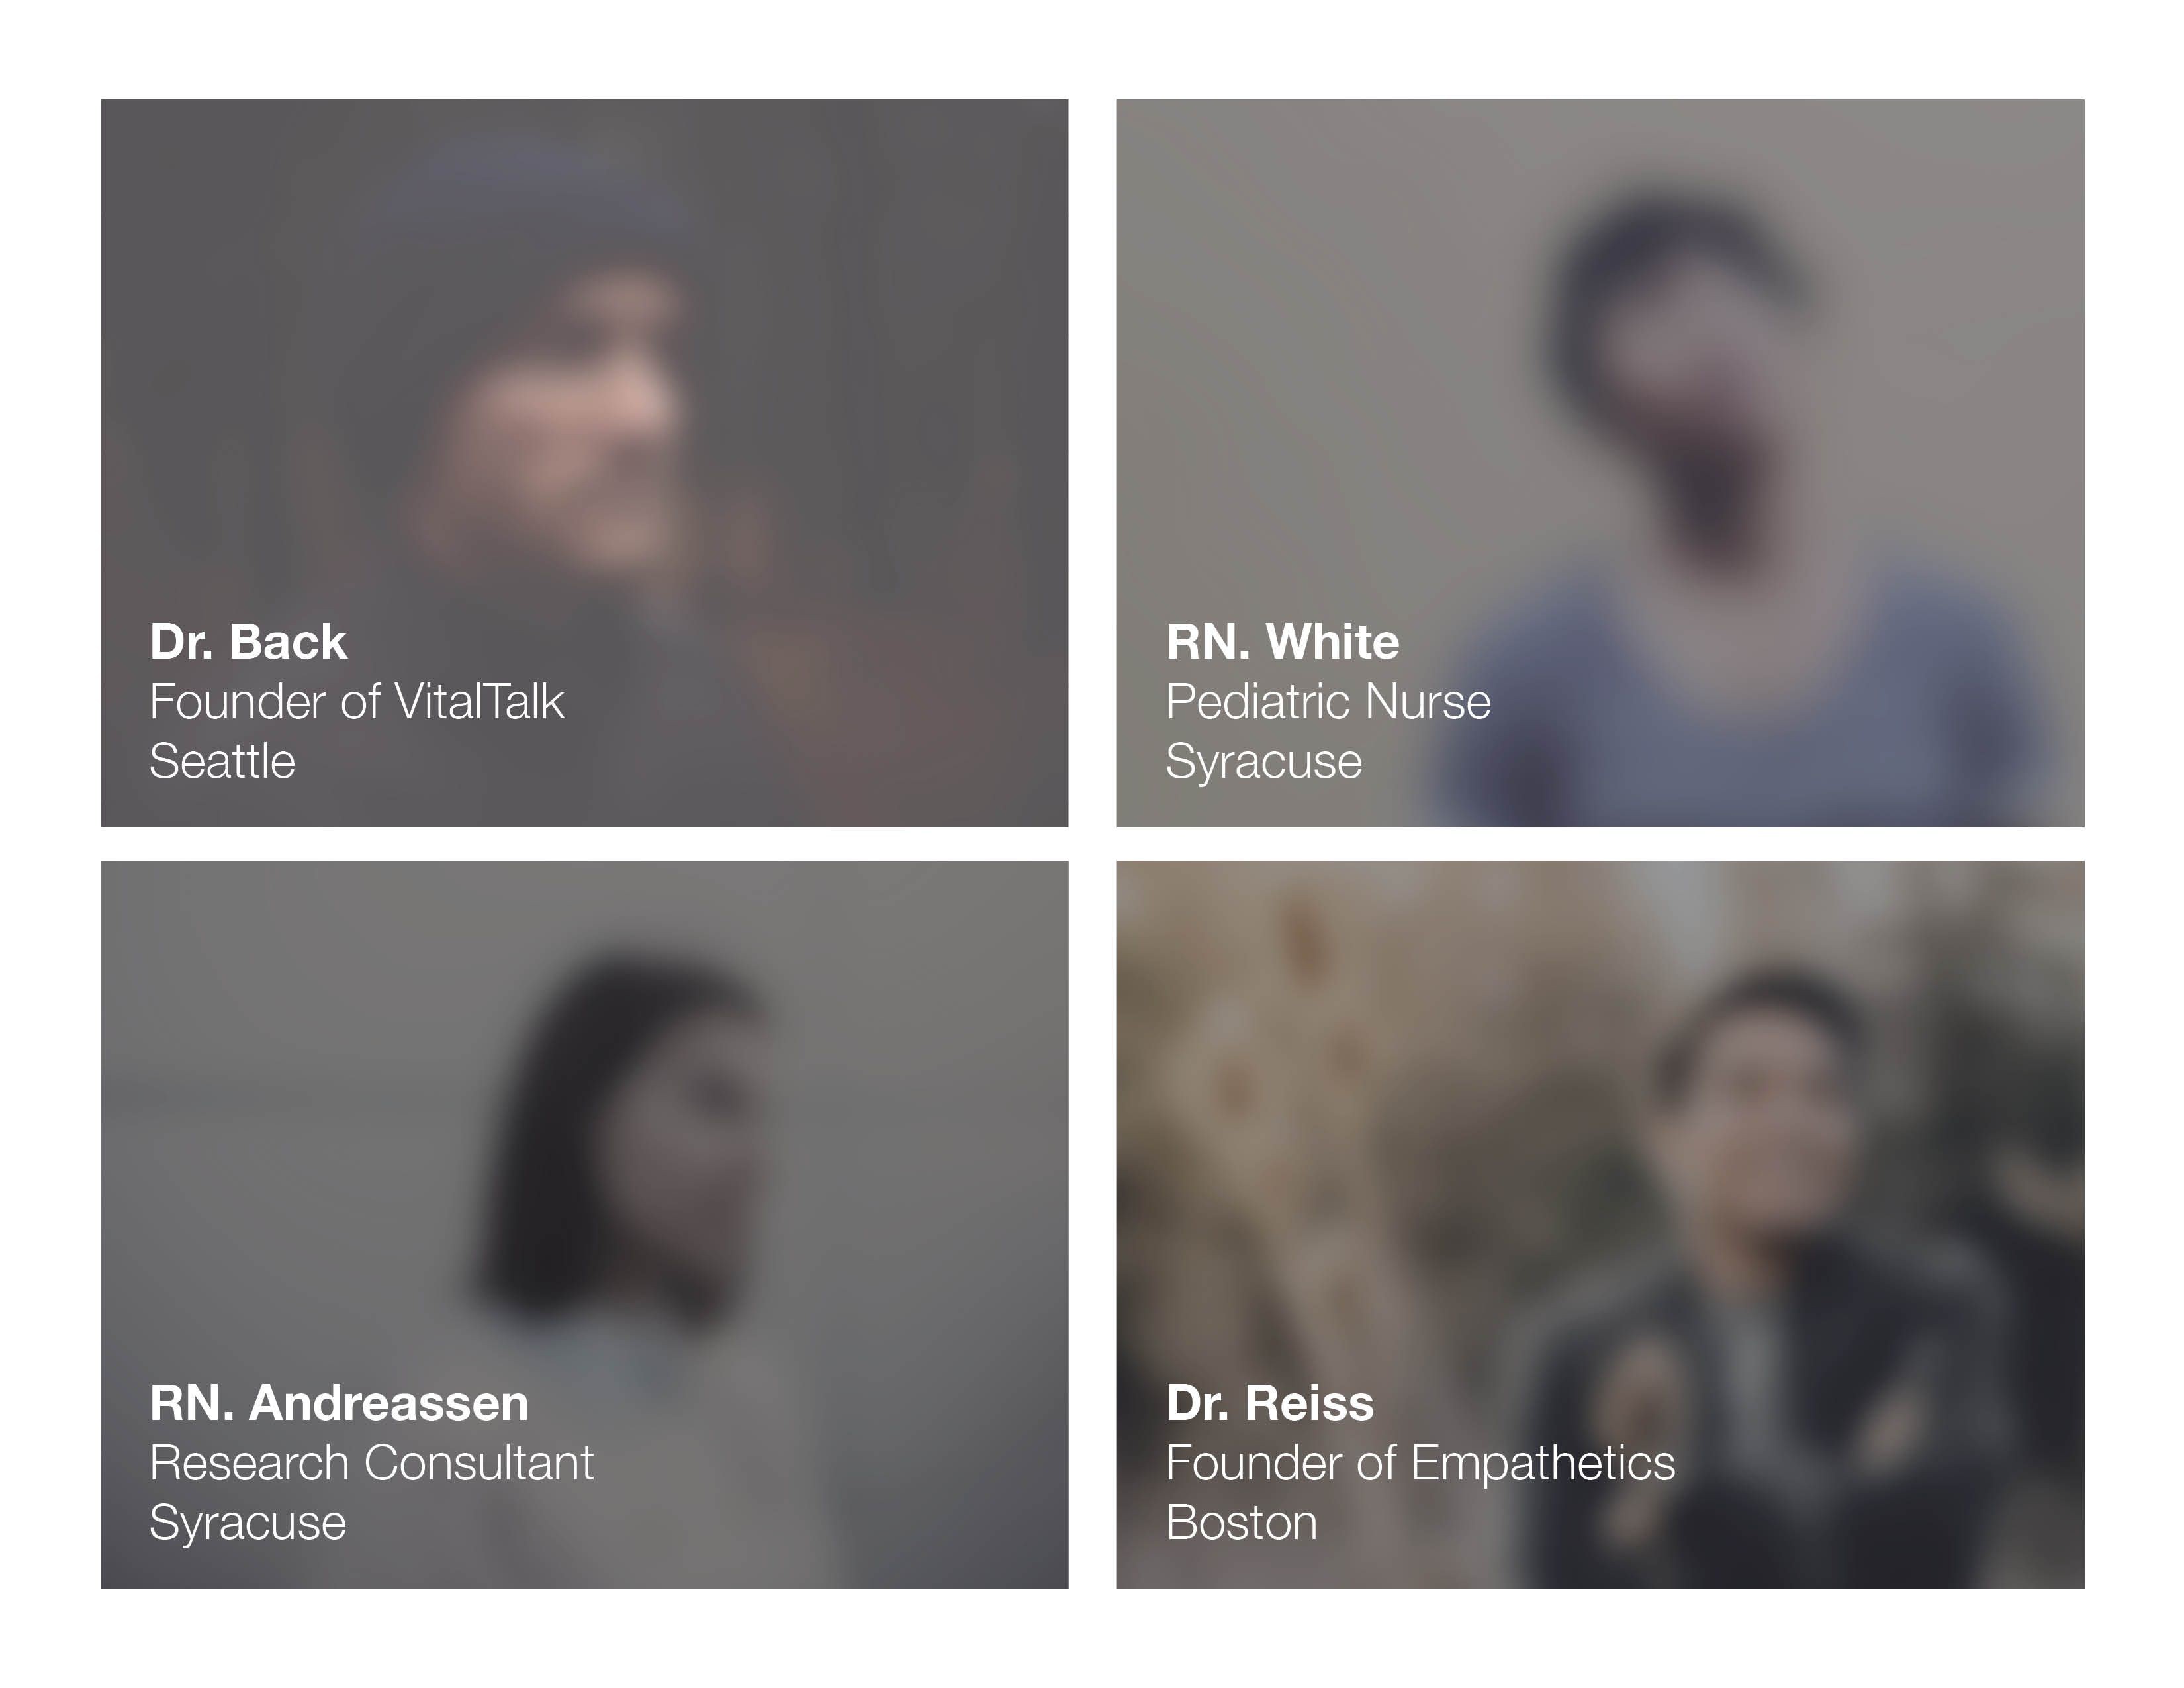 Dr. Back
Founder of VitalTalk
Seattle
RN. White
Pediatric Nurse
Syracuse
RN. Andreassen
Research Consultant
Syracuse
Dr. Reiss
Founder of Empathetics
Boston